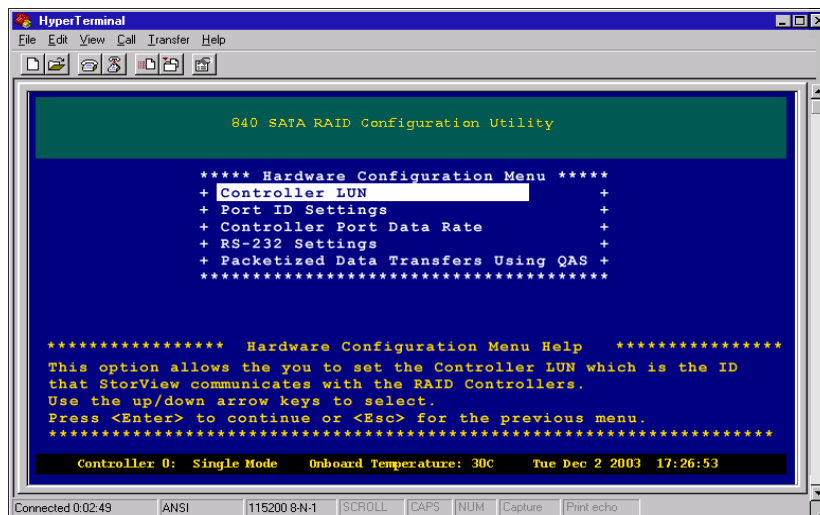 HyperTerminal
File Edit View Call Transfer Help
840 SATA RAID Configuration Utility
***** Hardware Configuration Menu *****
+ Controller LUN +
+ Port ID Settings +
+ Controller Port Data Rate +
+ RS-232 Settings +
+ Packetized Data Transfers Using QAS +
***************************************
***************** Hardware Configuration Menu Help ****************
This option allows the you to set the Controller LUN which is the ID
that StorView communicates with the RAID Controllers.
Use the up/down arrow keys to select.
Press <Enter> to continue or <Esc> for the previous menu.
*********************************************************************
Controller 0: Single Mode Onboard Temperature: 30C Tue Dec 2 2003 17:26:53
Connected 0:02:49 ANSI 115200 8-N-1 SCROLL CAPS NUM Capture Print echo